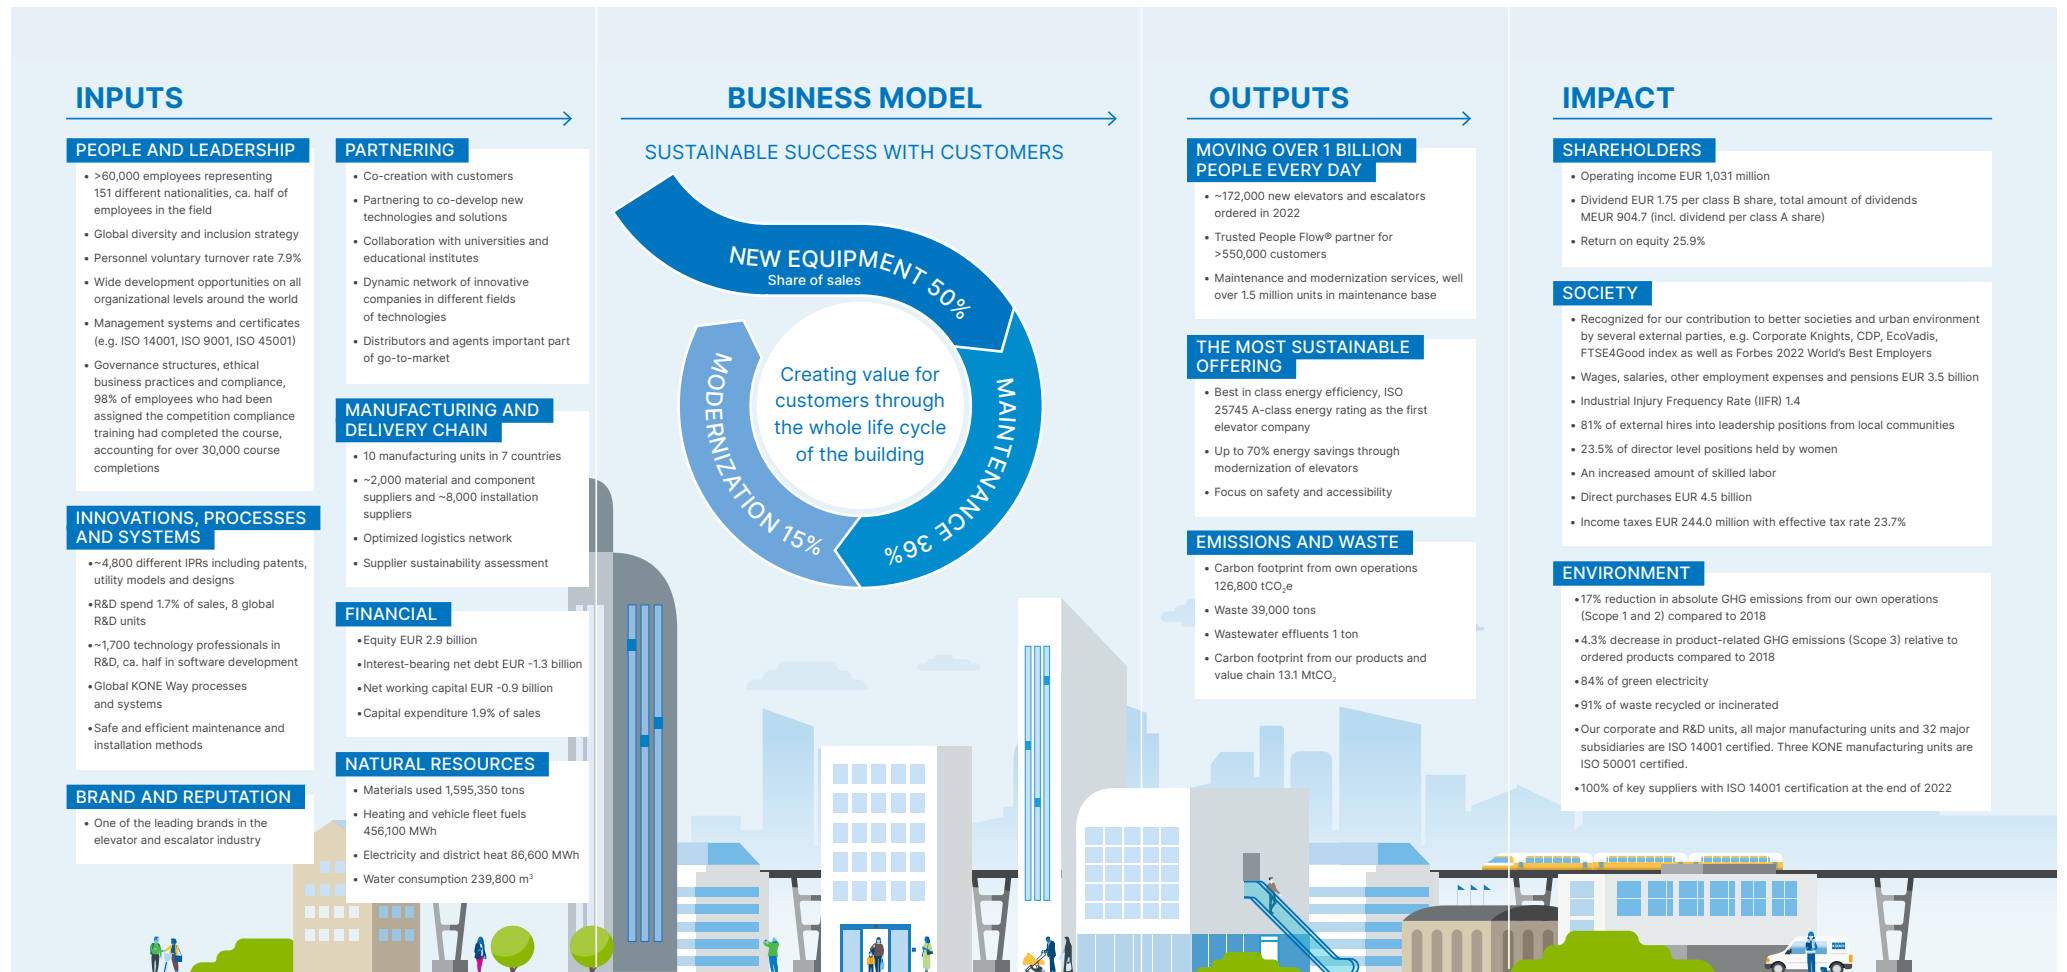 INPUTS
PEOPLE AND LEADERSHIP
• >60,000 employees representing
151 different nationalities, ca. half of
employees in the field
• Global diversity and inclusion strategy
• Personnel voluntary turnover rate 7.9%
• Wide development opportunities on all
organizational levels around the world
• Management systems and certificates
(e.g. ISO 14001, ISO 9001, ISO 45001)
• Governance structures, ethical
business practices and compliance,
98% of employees who had been
assigned the competition compliance
training had completed the course,
accounting for over 30,000 course
completions
INNOVATIONS, PROCESSES
AND SYSTEMS
•~4,800 different IPRs including patents,
utility models and designs
•R&D spend 1.7% of sales, 8 global
R&D units
•~1,700 technology professionals in
R&D, ca. half in software development
•Global KONE Way processes
and systems
•Safe and efficient maintenance and
installation methods
BRAND AND REPUTATION
• One of the leading brands in the
elevator and escalator industry
PARTNERING
• Co-creation with customers
• Partnering to co-develop new
technologies and solutions
• Collaboration with universities and
educational institutes
• Dynamic network of innovative
companies in different fields
of technologies
• Distributors and agents important part
of go-to-market
MANUFACTURING AND
DELIVERY CHAIN
• 10 manufacturing units in 7 countries
• ~2,000 material and component
suppliers and ~8,000 installation
suppliers
• Optimized logistics network
• Supplier sustainability assessment
FINANCIAL
•Equity EUR 2.9 billion
•Interest-bearing net debt EUR -1.3 billion
•Net working capital EUR -0.9 billion
•Capital expenditure 1.9% of sales
NATURAL RESOURCES
• Materials used 1,595,350 tons
• Heating and vehicle fleet fuels
456,100 MWh
• Electricity and district heat 86,600 MWh
• Water consumption 239,800 m³
BUSINESS MODEL
SUSTAINABLE SUCCESS WITH CUSTOMERS
NEW EQUIPMENT 50%
Share of sales
MAINTENANCE 36%
MODERNIZATION 15%
Creating value for
customers through
the whole life cycle
of the building
OUTPUTS
MOVING OVER 1 BILLION
PEOPLE EVERY DAY
• ~172,000 new elevators and escalators
ordered in 2022
• Trusted People Flow® partner for
>550,000 customers
• Maintenance and modernization services, well
over 1.5 million units in maintenance base
THE MOST SUSTAINABLE
OFFERING
• Best in class energy efficiency, ISO
25745 A-class energy rating as the first
elevator company
• Up to 70% energy savings through
modernization of elevators
• Focus on safety and accessibility
EMISSIONS AND WASTE
• Carbon footprint from own operations
126,800 tCO₂e
• Waste 39,000 tons
• Wastewater effluents 1 ton
• Carbon footprint from our products and
value chain 13.1 MtCO₂
IMPACT
SHAREHOLDERS
• Operating income EUR 1,031 million
• Dividend EUR 1.75 per class B share, total amount of dividends
MEUR 904.7 (incl. dividend per class A share)
• Return on equity 25.9%
SOCIETY
• Recognized for our contribution to better societies and urban environment
by several external parties, e.g. Corporate Knights, CDP, EcoVadis,
FTSE4Good index as well as Forbes 2022 World's Best Employers
• Wages, salaries, other employment expenses and pensions EUR 3.5 billion
• Industrial Injury Frequency Rate (IIFR) 1.4
• 81% of external hires into leadership positions from local communities
• 23.5% of director level positions held by women
• An increased amount of skilled labor
• Direct purchases EUR 4.5 billion
• Income taxes EUR 244.0 million with effective tax rate 23.7%
ENVIRONMENT
•17% reduction in absolute GHG emissions from our own operations
(Scope 1 and 2) compared to 2018
•4.3% decrease in product-related GHG emissions (Scope 3) relative to
ordered products compared to 2018
•84% of green electricity
•91% of waste recycled or incinerated
•Our corporate and R&D units, all major manufacturing units and 32 major
subsidiaries are ISO 14001 certified. Three KONE manufacturing units are
ISO 50001 certified.
•100% of key suppliers with ISO 14001 certification at the end of 2022
KONE